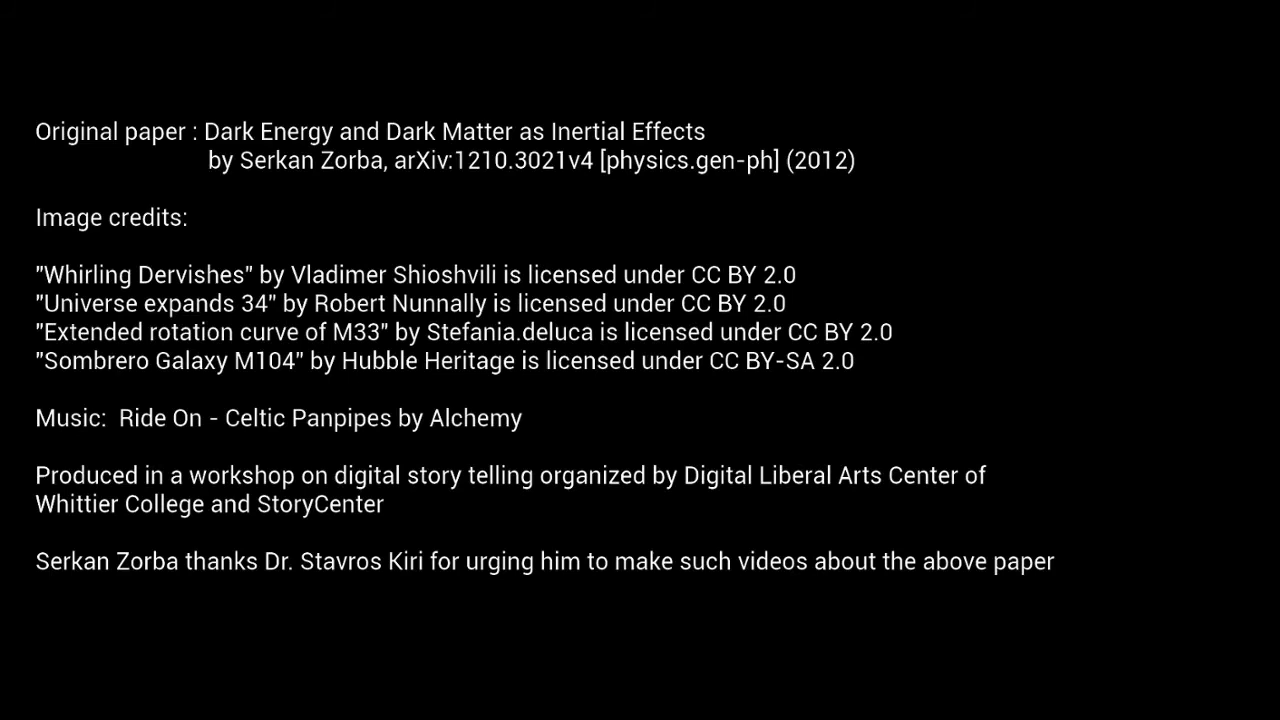 Original paper : Dark Energy and Dark Matter as Inertial Effects
by Serkan Zorba, arXiv:1210.3021v4 [physics.gen-ph] (2012)
Image credits:
"Whirling Dervishes" by Vladimer Shioshvili is licensed under CC BY 2.0
"Universe expands 34" by Robert Nunnally is licensed under CC BY 2.0
"Extended rotation curve of M33" by Stefania.deluca is licensed under CC BY 2.0
"Sombrero Galaxy M104" by Hubble Heritage is licensed under CC BY-SA 2.0
Music:  Ride On - Celtic Panpipes by Alchemy
Produced in a workshop on digital story telling organized by Digital Liberal Arts Center of
Whittier College and StoryCenter
Serkan Zorba thanks Dr. Stavros Kiri for urging him to make such videos about the above paper